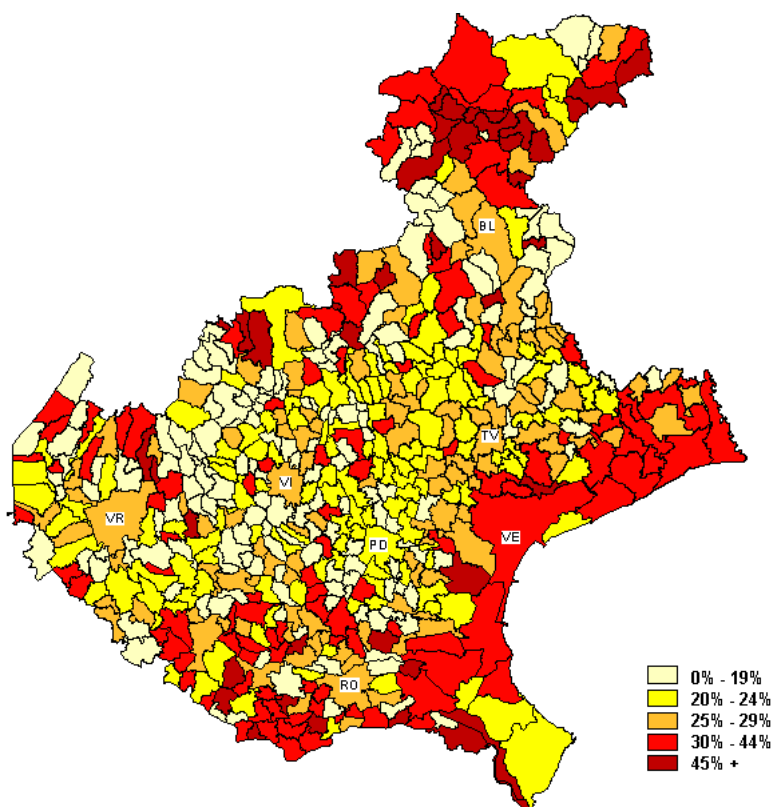 BL
TV
VI
VR
VE
PD
RO
0% - 19%
20% - 24%
25% - 29%
30% - 44%
45% +